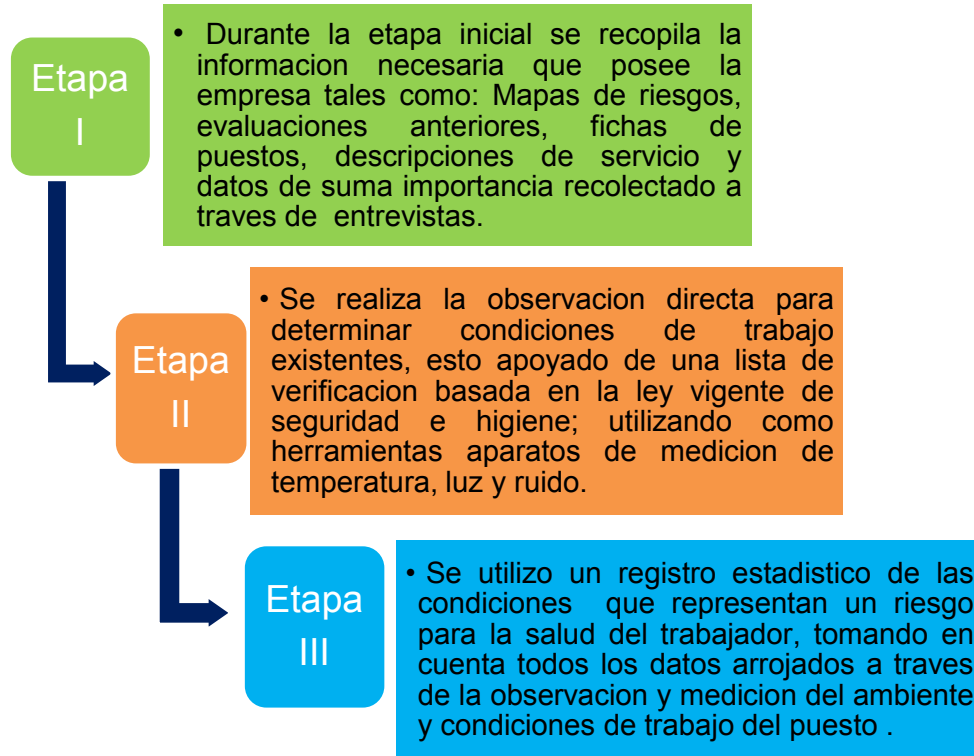 Etapa
I
• Durante la etapa inicial se recopila la
informacion necesaria que posee la
empresa tales como: Mapas de riesgos,
evaluaciones anteriores, fichas de
puestos, descripciones de servicio y
datos de suma importancia recolectado a
traves de entrevistas.
Etapa
II
• Se realiza la observacion directa para
determinar condiciones de trabajo
existentes, esto apoyado de una lista de
verificacion basada en la ley vigente de
seguridad e higiene; utilizando como
herramientas aparatos de medicion de
temperatura, luz y ruido.
Etapa
III
• Se utilizo un registro estadistico de las
condiciones que representan un riesgo
para la salud del trabajador, tomando en
cuenta todos los datos arrojados a traves
de la observacion y medicion del ambiente
y condiciones de trabajo del puesto .